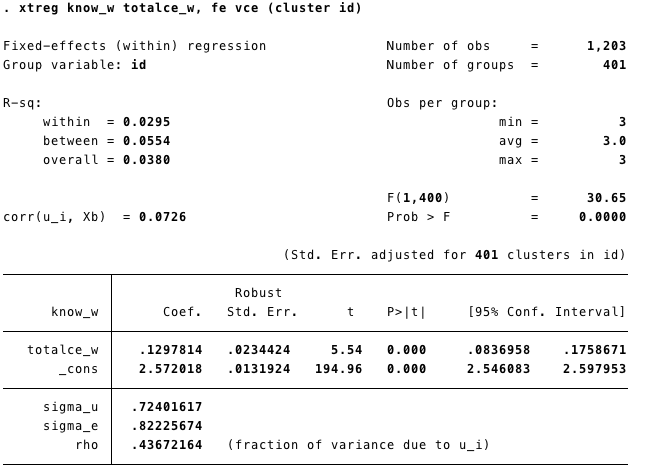 . xtreg know_w totalce_w, fe vce (cluster id)
Fixed-effects (within) regression Number of obs = 1,203
Group variable: id Number of groups = 401
R-sq: Obs per group:
within = 0.0295 min = 3
between = 0.0554 avg = 3.0
overall = 0.0380 max = 3
F(1,400) = 30.65
corr(u_i, Xb) = 0.0726 Prob > F = 0.0000
(Std. Err. adjusted for 401 clusters in id)
Robust
know_w Coef. Std. Err. t P>|t| [95% Conf. Interval]
totalce_w .1297814 .0234424 5.54 0.000 .0836958 .1758671
_cons 2.572018 .0131924 194.96 0.000 2.546083 2.597953
sigma_u .72401617
sigma_e .82225674
rho .43672164 (fraction of variance due to u_i)